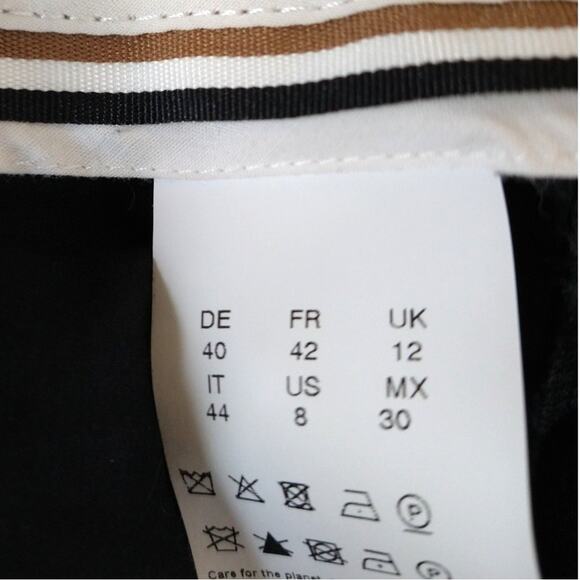 DE FR UK
40 42 12
IT US MX
44 8 30
P
P
Care for the planet